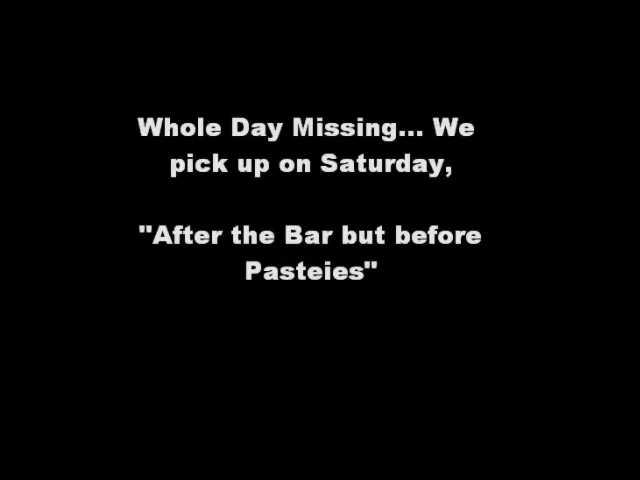 Whole Day Missing... We
pick up on Saturday,
"After the Bar but before
Pasteies"